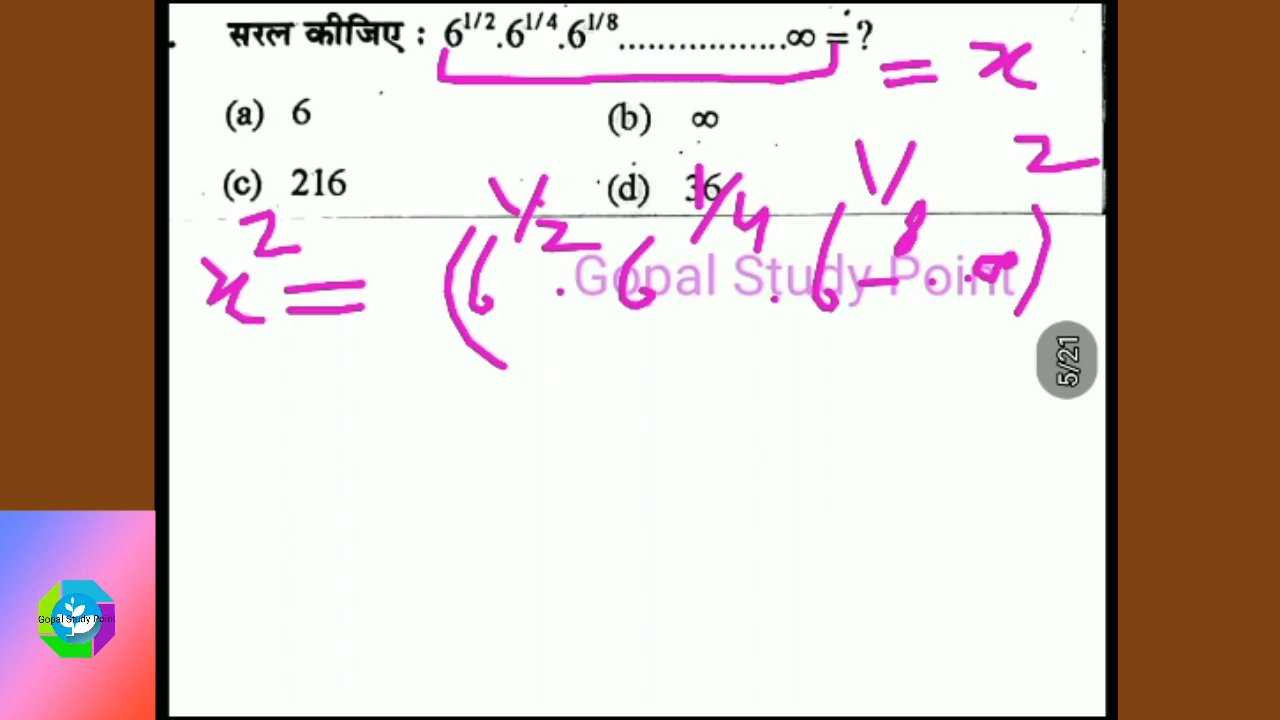 . सरल कीजिए : 6^1/2.6^1/4.6^1/8.................∞ = ?
= x
(a) 6 (b) ∞
(c) 216 (d) 36
x^2 = (6^1/2 . 6^1/4 . 6^1/8 - . . ∞)^2
Gopal Study Point
5/21
Gopal Study Point